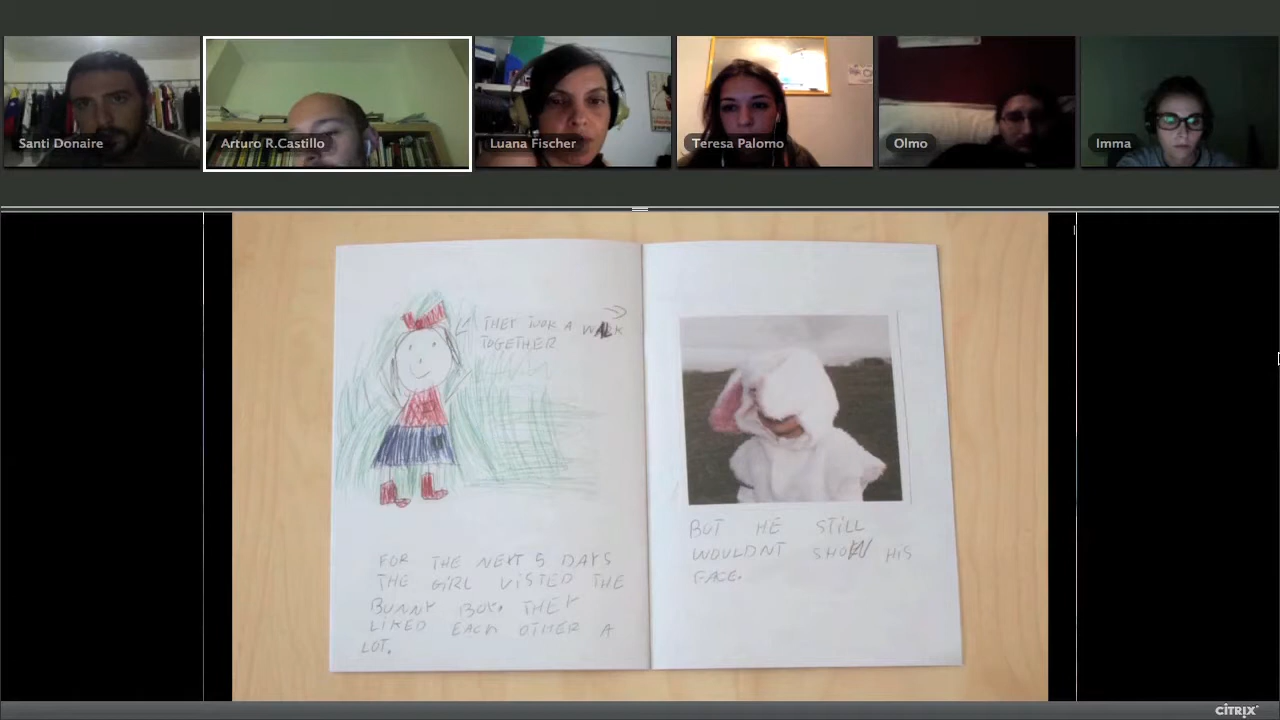 Santi Donaire
Arturo R.Castillo
Luana Fischer
Teresa Palomo
Olmo
Imma
THEY TOOK A WALK
TOGETHER
FOR THE NEXT 5 DAYS
THE GIRL VISTED THE
BUNNY BOY. THEY
LIKED EACH OTHER A
LOT.
BUT HE STILL
WOULDNT SHOW HIS
FACE.
CITRIX